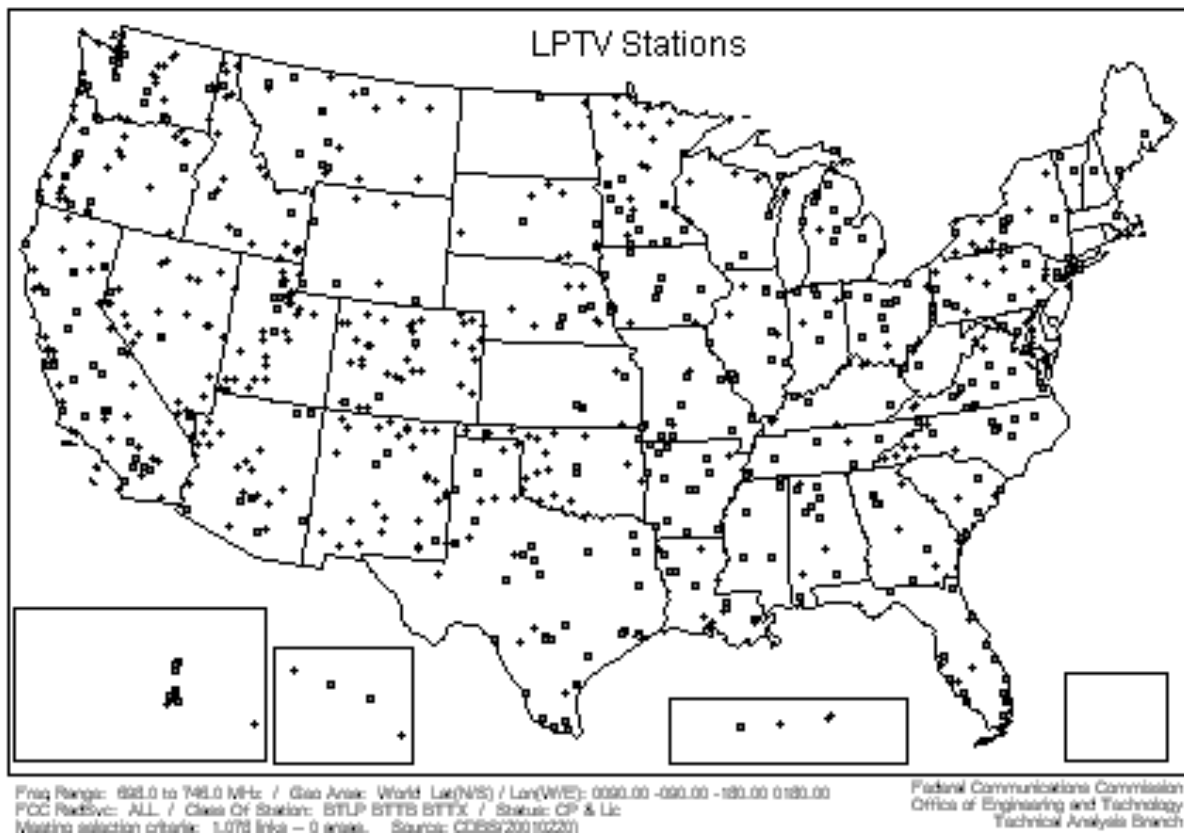 LPTV Stations
Freq Range: 698.0 to 746.0 MHz / Geo Area: World Lat(N/S) / Lon(W/E): 0090.00 -090.00 -180.00 0180.00
FCC RadSvc: ALL / Class Of Station: BTLP BTTB BTTX / Status: CP & Lic
Meeting selection criteria: 1,078 links -- 0 areas. Source: CDBS(20010220)
Federal Communications Commission
Office of Engineering and Technology
Technical Analysis Branch